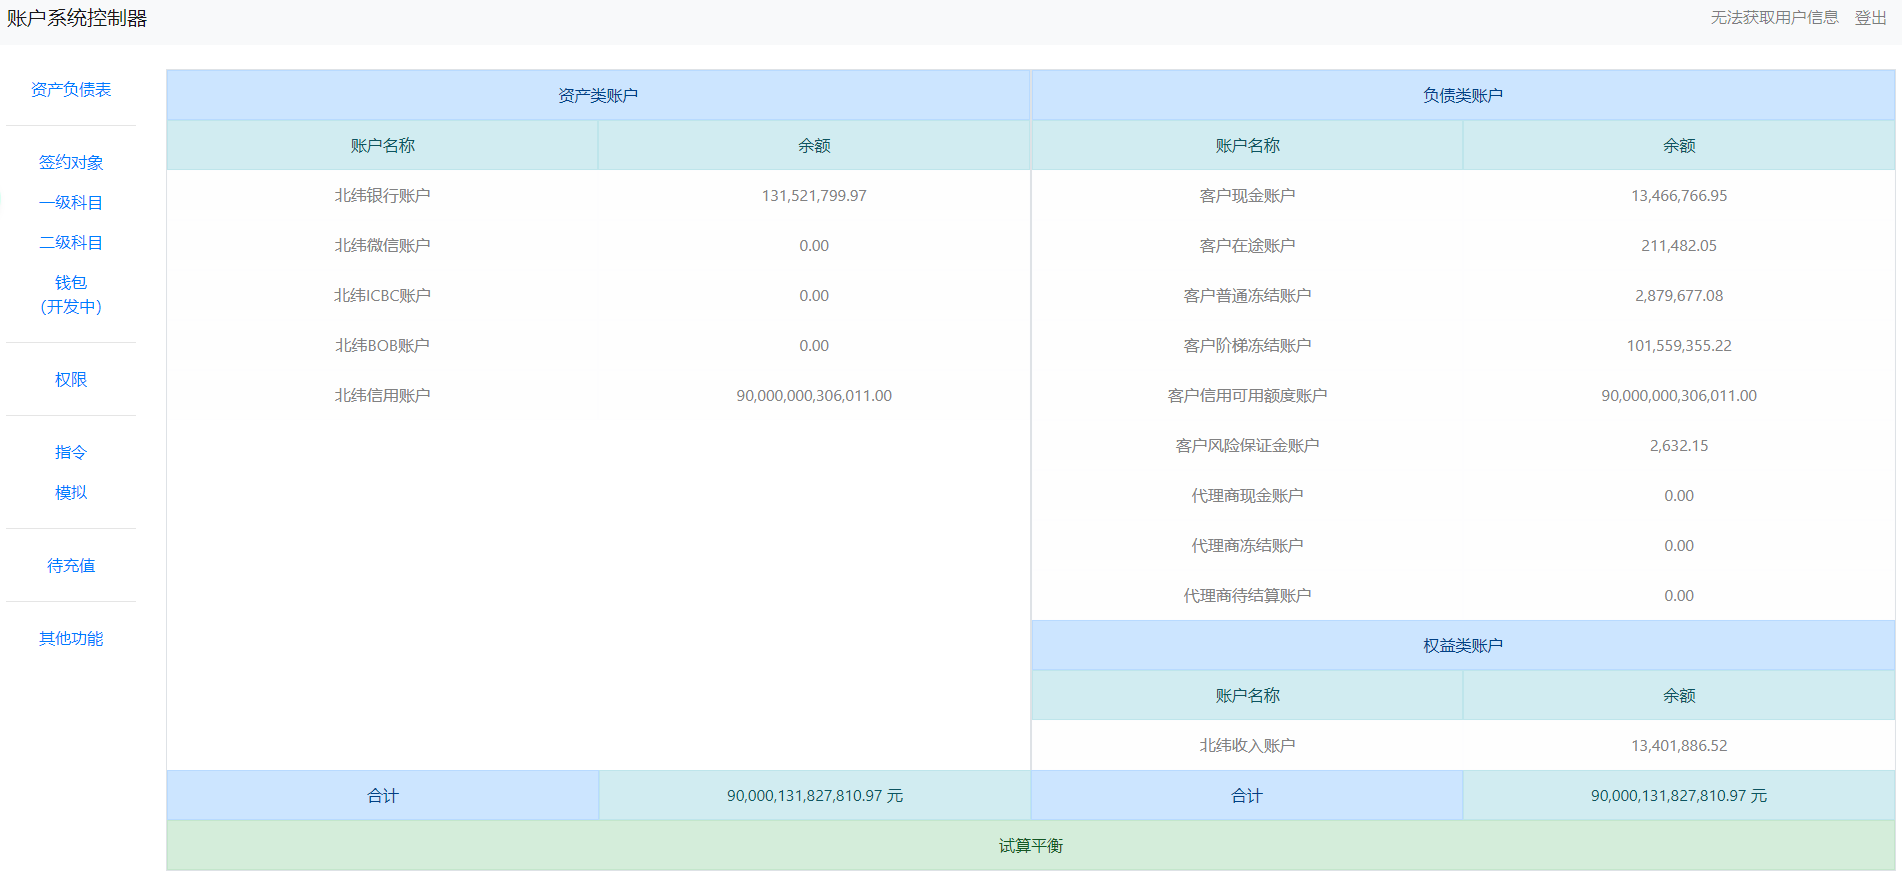 账户系统控制器
无法获取用户信息 登出
资产负债表
签约对象
一级科目
二级科目
钱包
(开发中)
权限
指令
模拟
待充值
其他功能
资产类账户
账户名称 余额
北纬银行账户 131,521,799.97
北纬微信账户 0.00
北纬ICBC账户 0.00
北纬BOB账户 0.00
北纬信用账户 90,000,000,306,011.00
合计 90,000,131,827,810.97 元
负债类账户
账户名称 余额
客户现金账户 13,466,766.95
客户在途账户 211,482.05
客户普通冻结账户 2,879,677.08
客户阶梯冻结账户 101,559,355.22
客户信用可用额度账户 90,000,000,306,011.00
客户风险保证金账户 2,632.15
代理商现金账户 0.00
代理商冻结账户 0.00
代理商待结算账户 0.00
权益类账户
账户名称 余额
北纬收入账户 13,401,886.52
合计 90,000,131,827,810.97 元
试算平衡